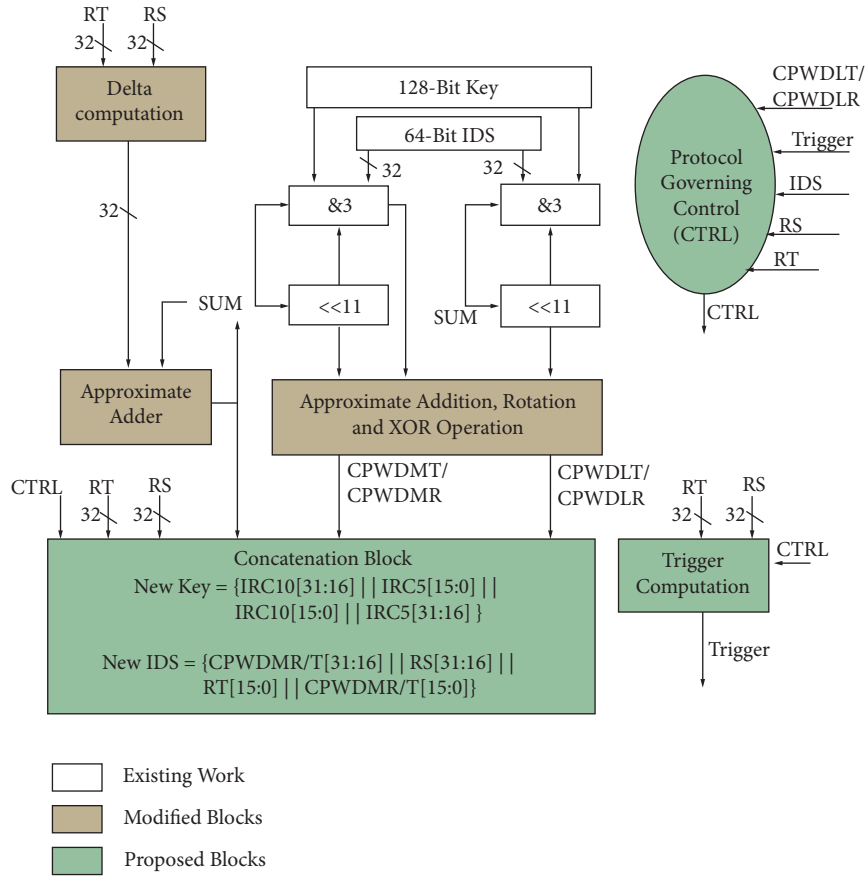 RT RS
32 32
Delta
computation
32
128-Bit Key
64-Bit IDS
32 32
&3 &3
<<11 <<11
SUM SUM
CPWDLT/
CPWDLR
Trigger
IDS
RS
RT
Protocol
Governing
Control
(CTRL)
CTRL
Approximate
Adder
Approximate Addition, Rotation
and XOR Operation
CPWDMT/
CPWDMR
CPWDLT/
CPWDLR
CTRL RT RS
32 32
Concatenation Block
New Key = {IRC10[31:16] || IRC5[15:0] ||
IRC10[15:0] || IRC5[31:16] }
New IDS = {CPWDMR/T[31:16] || RS[31:16] ||
RT[15:0] || CPWDMR/T[15:0]}
RT RS
32 32
CTRL
Trigger
Computation
Trigger
Existing Work
Modified Blocks
Proposed Blocks